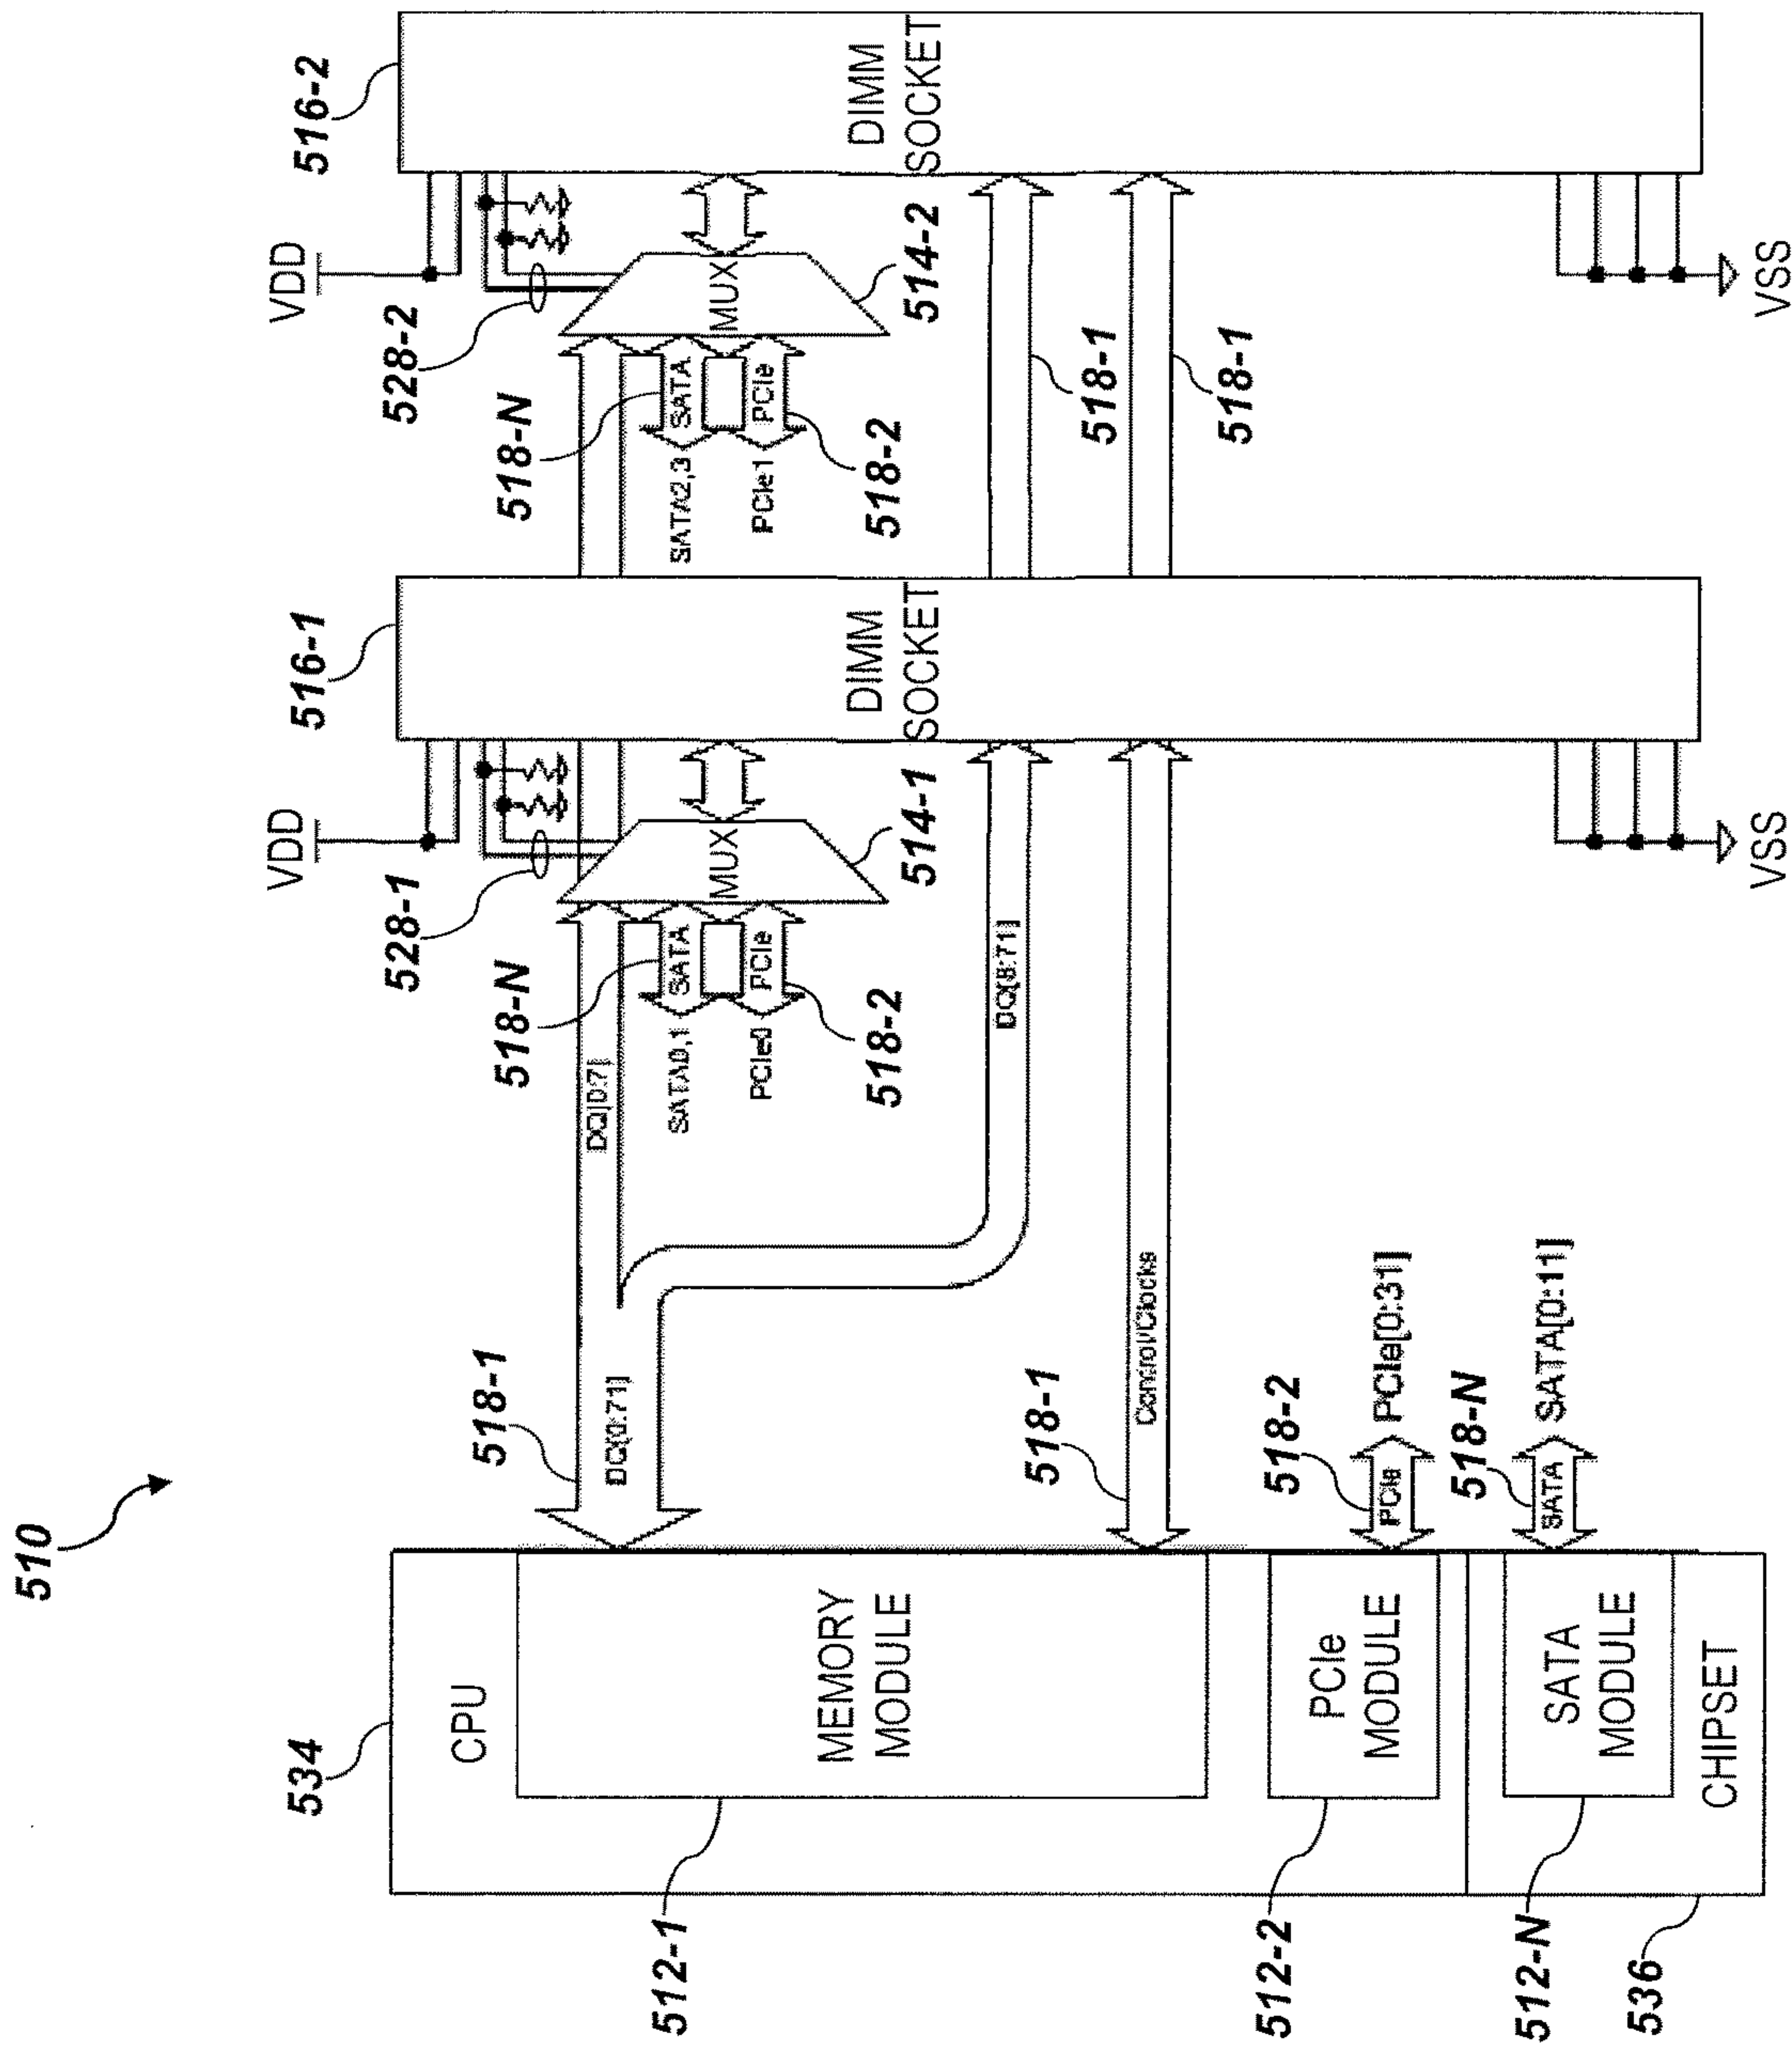 510
534
VDD
516-1
VDD
516-2
528-1
528-2
CPU
518-1
518-N
518-N
DQ[0:71]
DQ[0:7]
512-1
SATA0,1
SATA
SATA2,3
SATA
MUX
MUX
PCIe0
PCIe
PCIe1
PCIe
MEMORY
MODULE
DIMM
SOCKET
DIMM
SOCKET
518-2
514-1
518-2
514-2
DQ[8:71]
518-1
518-1
518-1
Control/Clocks
512-2
518-2
PCIe
MODULE
PCIe
PCIe[0:31]
518-N
512-N
SATA
MODULE
SATA
SATA[0:11]
536
CHIPSET
VSS
VSS